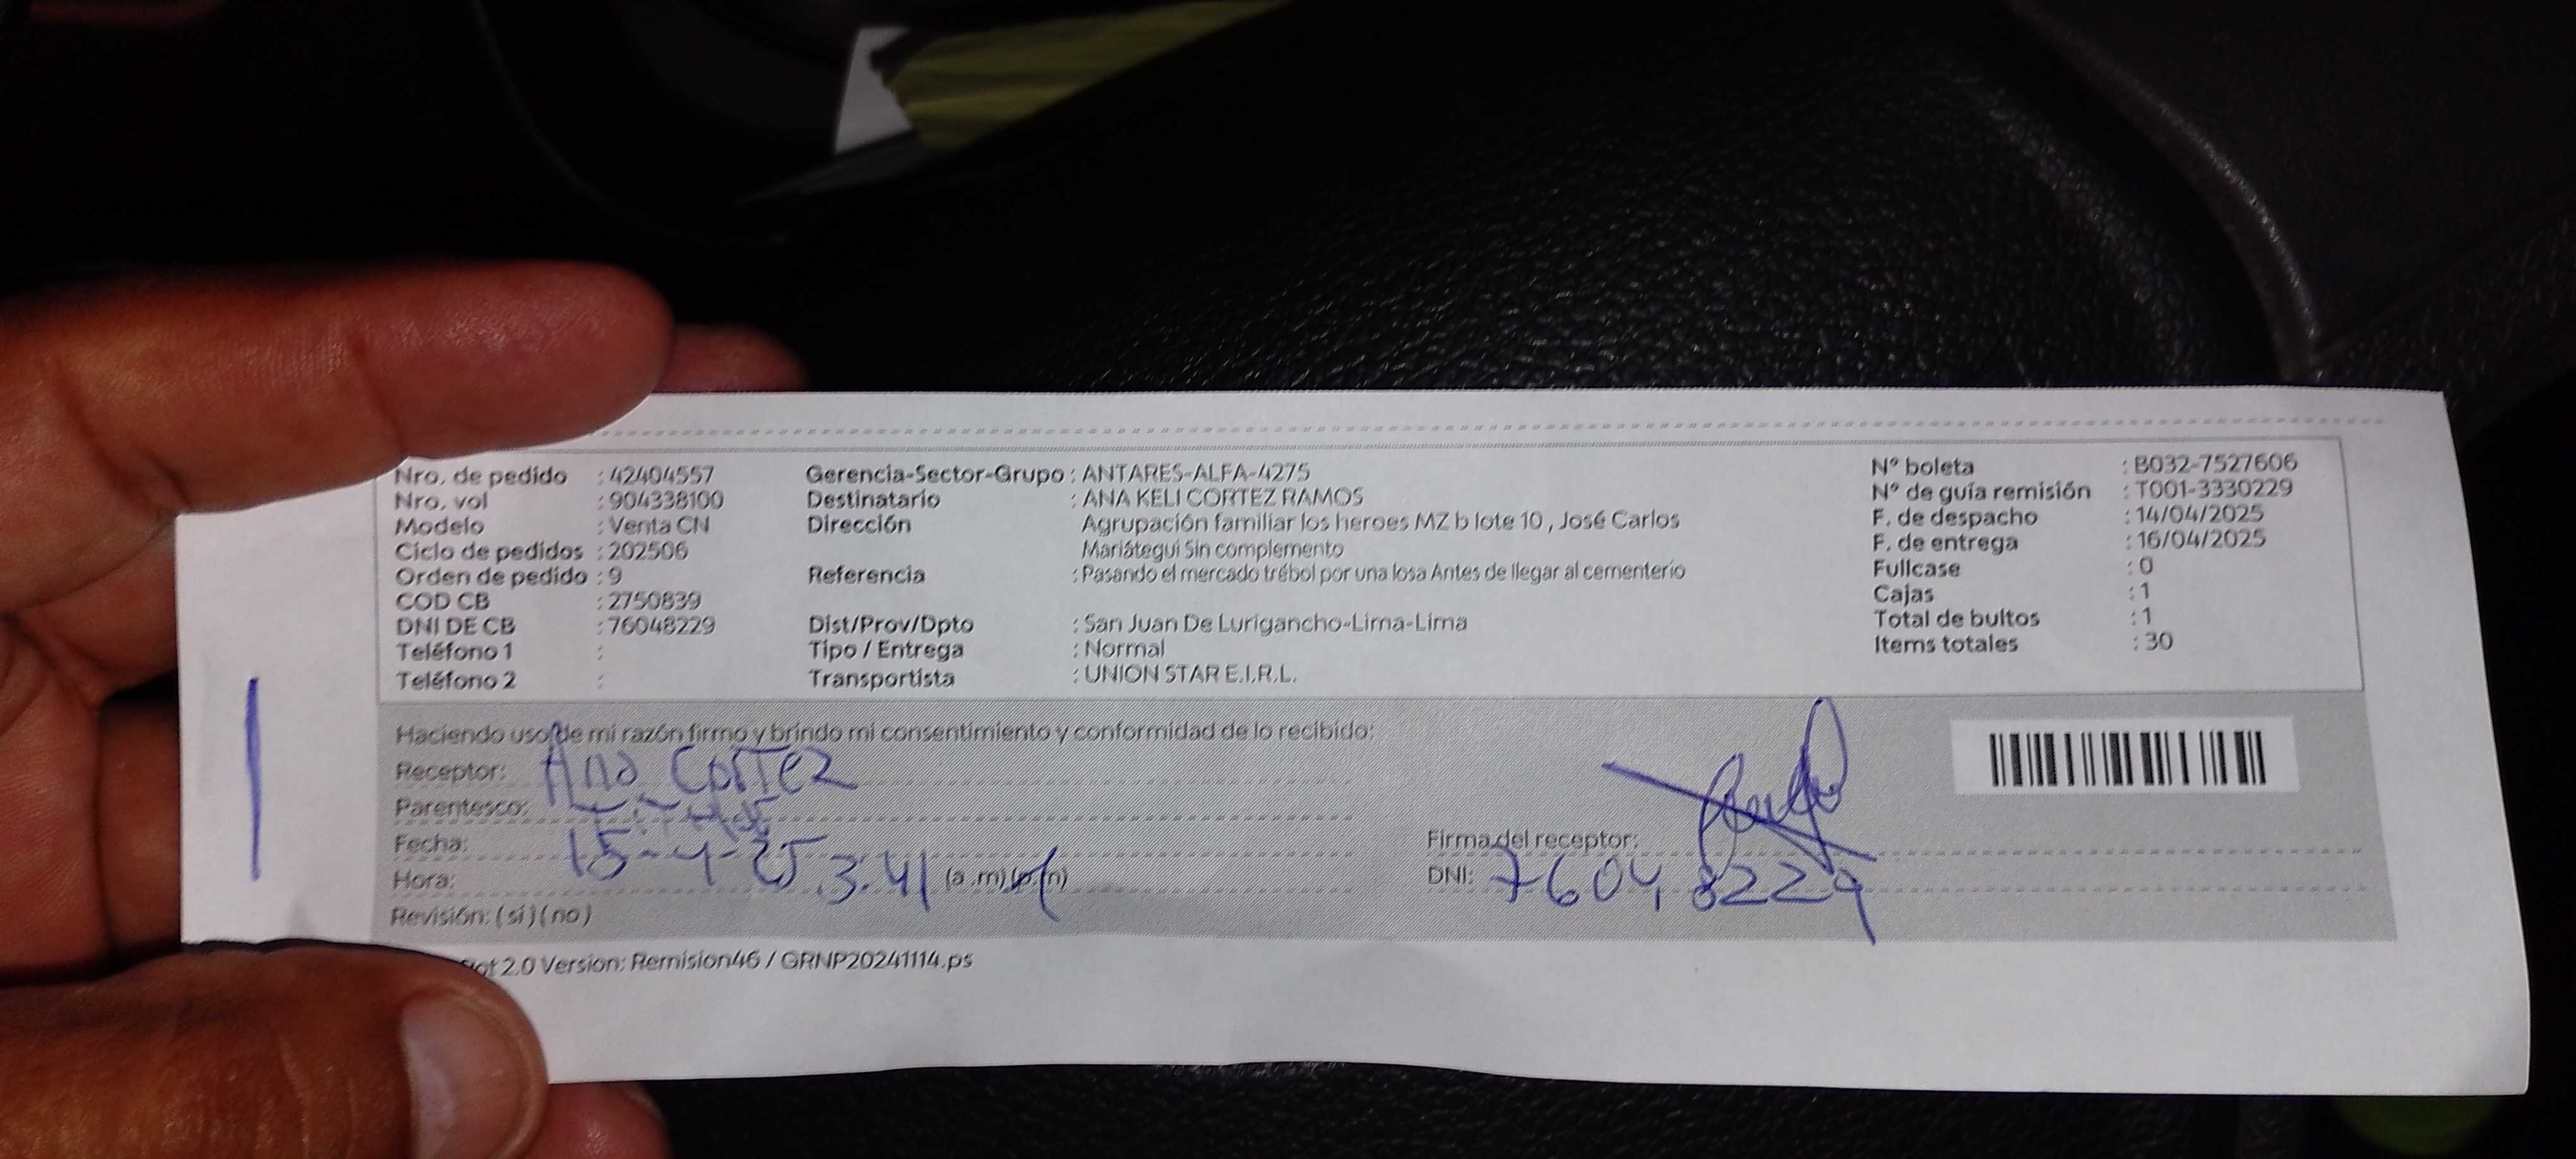 Nro. de pedido : 42404557
Nro. vol : 904338100
Modelo : Venta CN
Ciclo de pedidos : 202506
Orden de pedido : 9
COD CB : 2750839
DNI DE CB : 76048229
Teléfono 1 :
Teléfono 2 :
Gerencia-Sector-Grupo : ANTARES-ALFA-4275
Destinatario : ANA KELI CORTEZ RAMOS
Dirección Agrupación familiar los heroes MZ b lote 10 , José Carlos
Mariátegui Sin complemento
Referencia : Pasando el mercado trébol por una losa Antes de llegar al cementerio
Dist/Prov/Dpto : San Juan De Lurigancho-Lima-Lima
Tipo / Entrega : Normal
Transportista : UNION STAR E.I.R.L.
N° boleta : B032-7527606
N° de guía remisión : T001-3330229
F. de despacho : 14/04/2025
F. de entrega : 16/04/2025
Fullcase : 0
Cajas : 1
Total de bultos : 1
Items totales : 30
Haciendo uso de mi razón firmo y brindo mi consentimiento y conformidad de lo recibido:
Receptor: Ana Cortez
Parentesco:
Fecha: 15-4-25
Hora: 3:41 (a .m) (p. m)
Revisión: (si) (no)
Firma del receptor:
DNI: 76048229
2.0 Version: Remision46 / GRNP20241114.ps